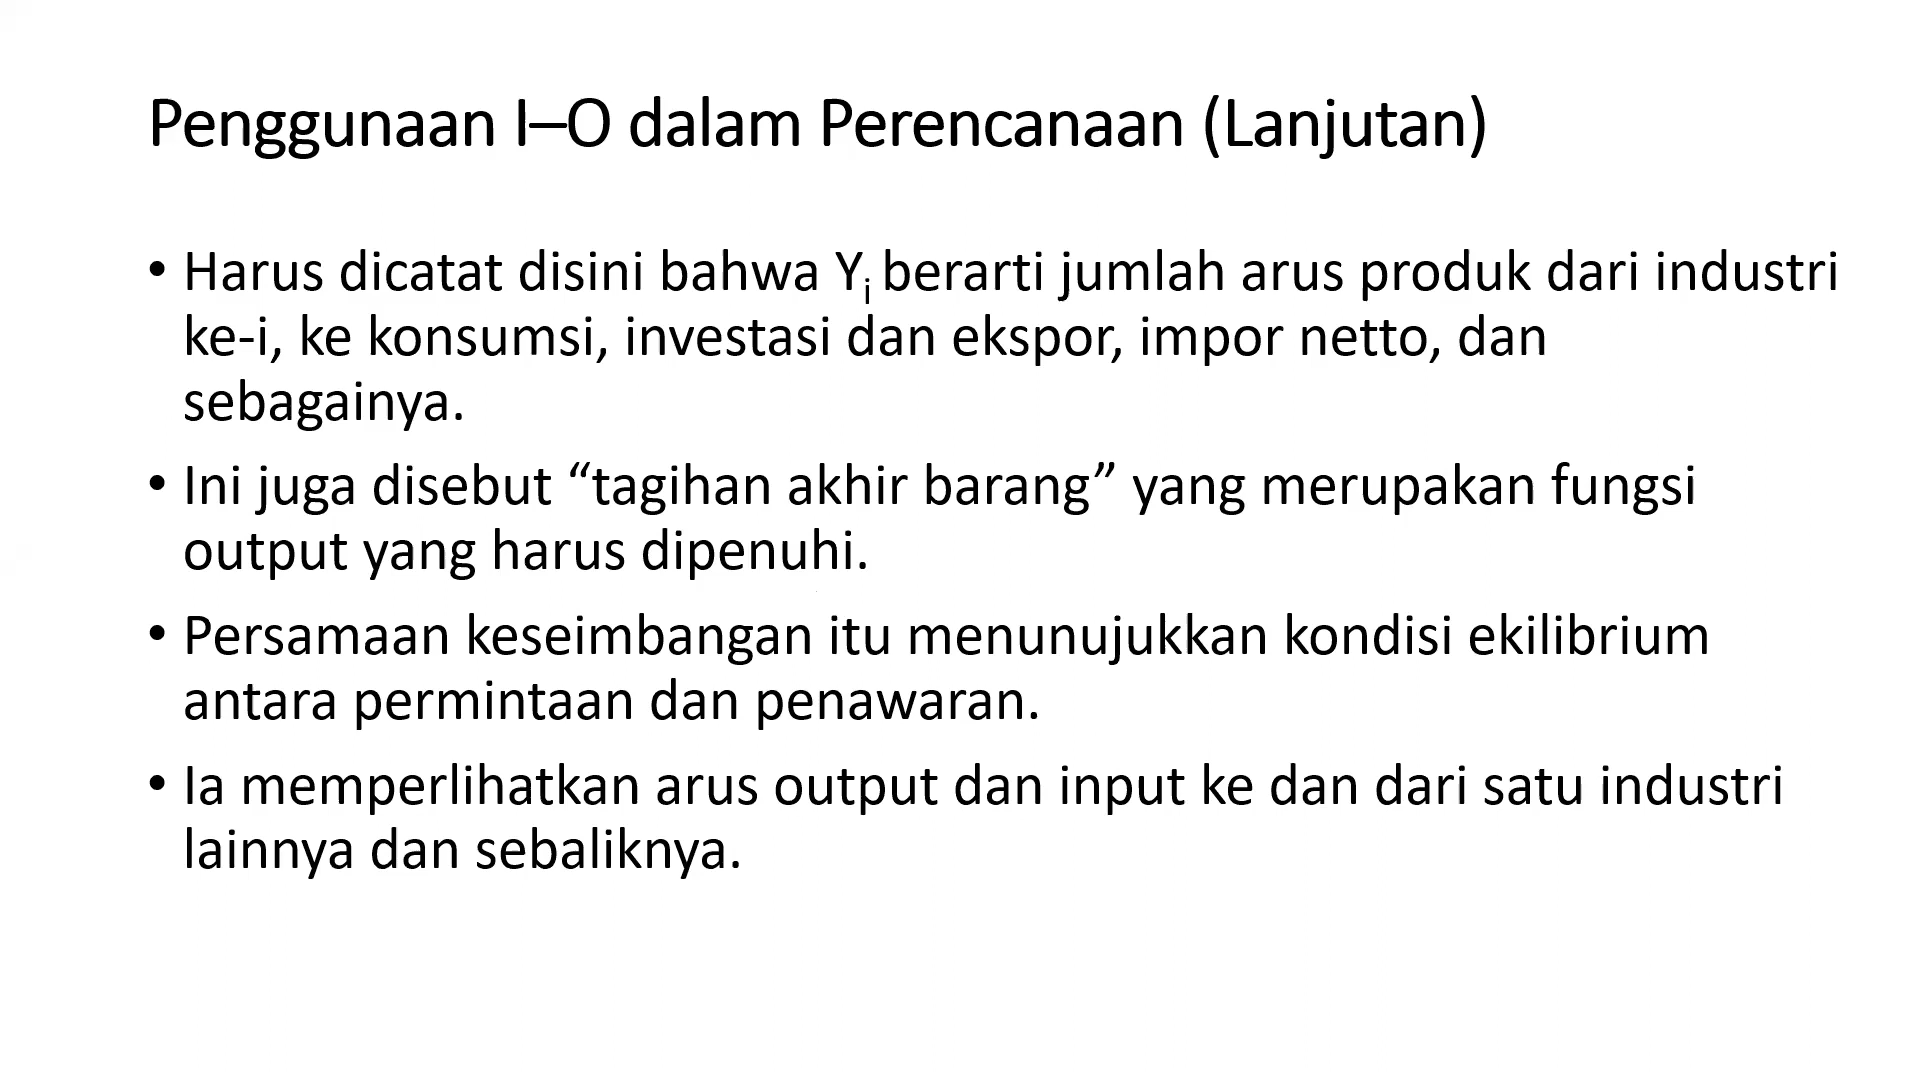 Penggunaan I–O dalam Perencanaan (Lanjutan)
• Harus dicatat disini bahwa Yi berarti jumlah arus produk dari industri
ke-i, ke konsumsi, investasi dan ekspor, impor netto, dan
sebagainya.
• Ini juga disebut “tagihan akhir barang” yang merupakan fungsi
output yang harus dipenuhi.
• Persamaan keseimbangan itu menunujukkan kondisi ekilibrium
antara permintaan dan penawaran.
• Ia memperlihatkan arus output dan input ke dan dari satu industri
lainnya dan sebaliknya.